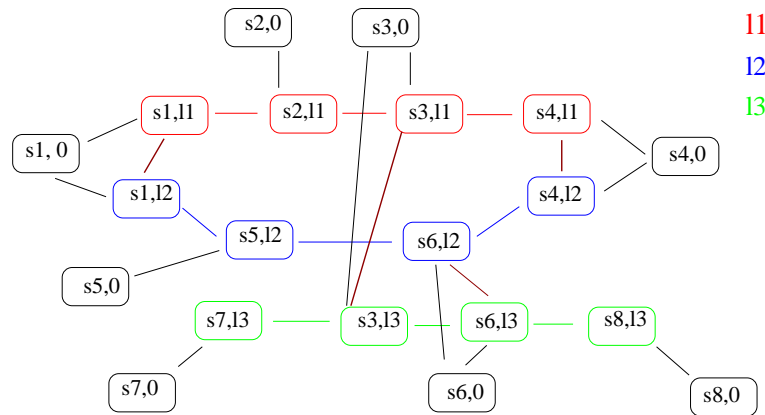 s2,0
s3,0
l1
l2
l3
s1,l1
s2,l1
s3,l1
s4,l1
s1, 0
s4,0
s1,l2
s4,l2
s5,l2
s6,l2
s5,0
s7,l3
s3,l3
s6,l3
s8,l3
s7,0
s6,0
s8,0